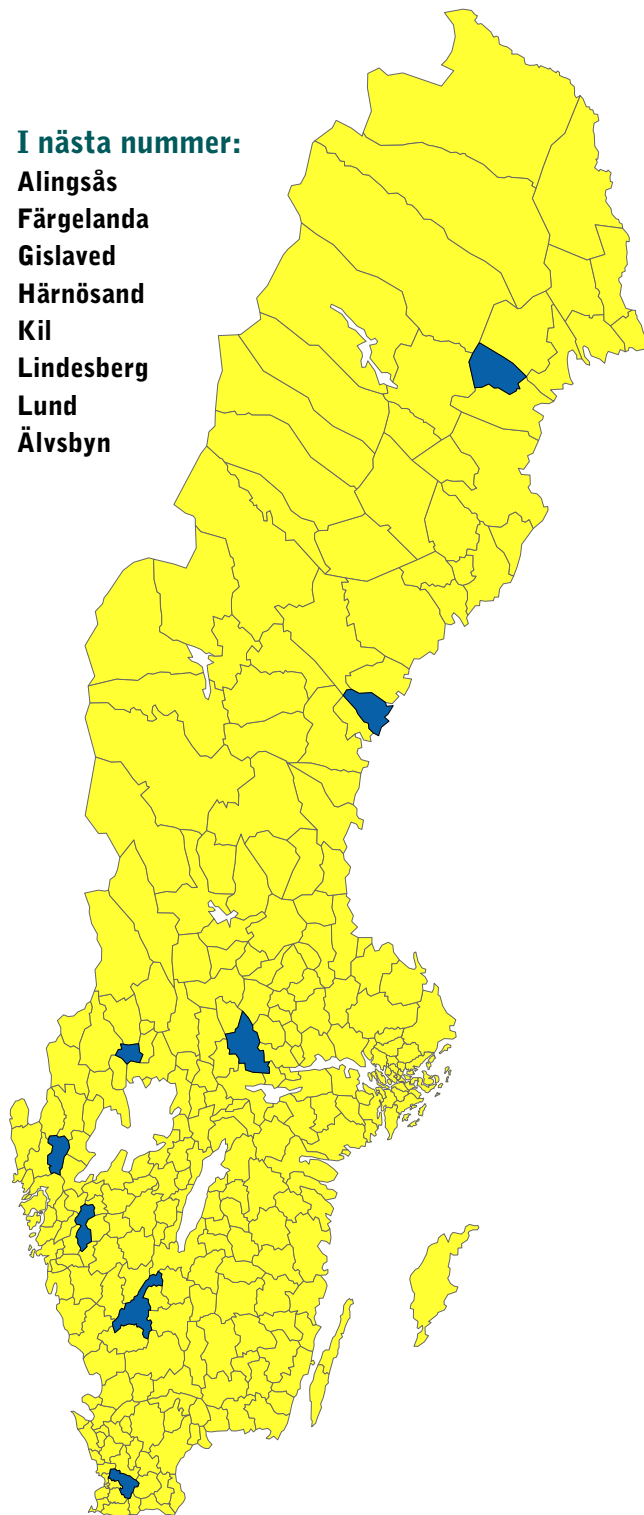 I nästa nummer:
Alingsås
Färgelanda
Gislaved
Härnösand
Kil
Lindesberg
Lund
Älvsbyn